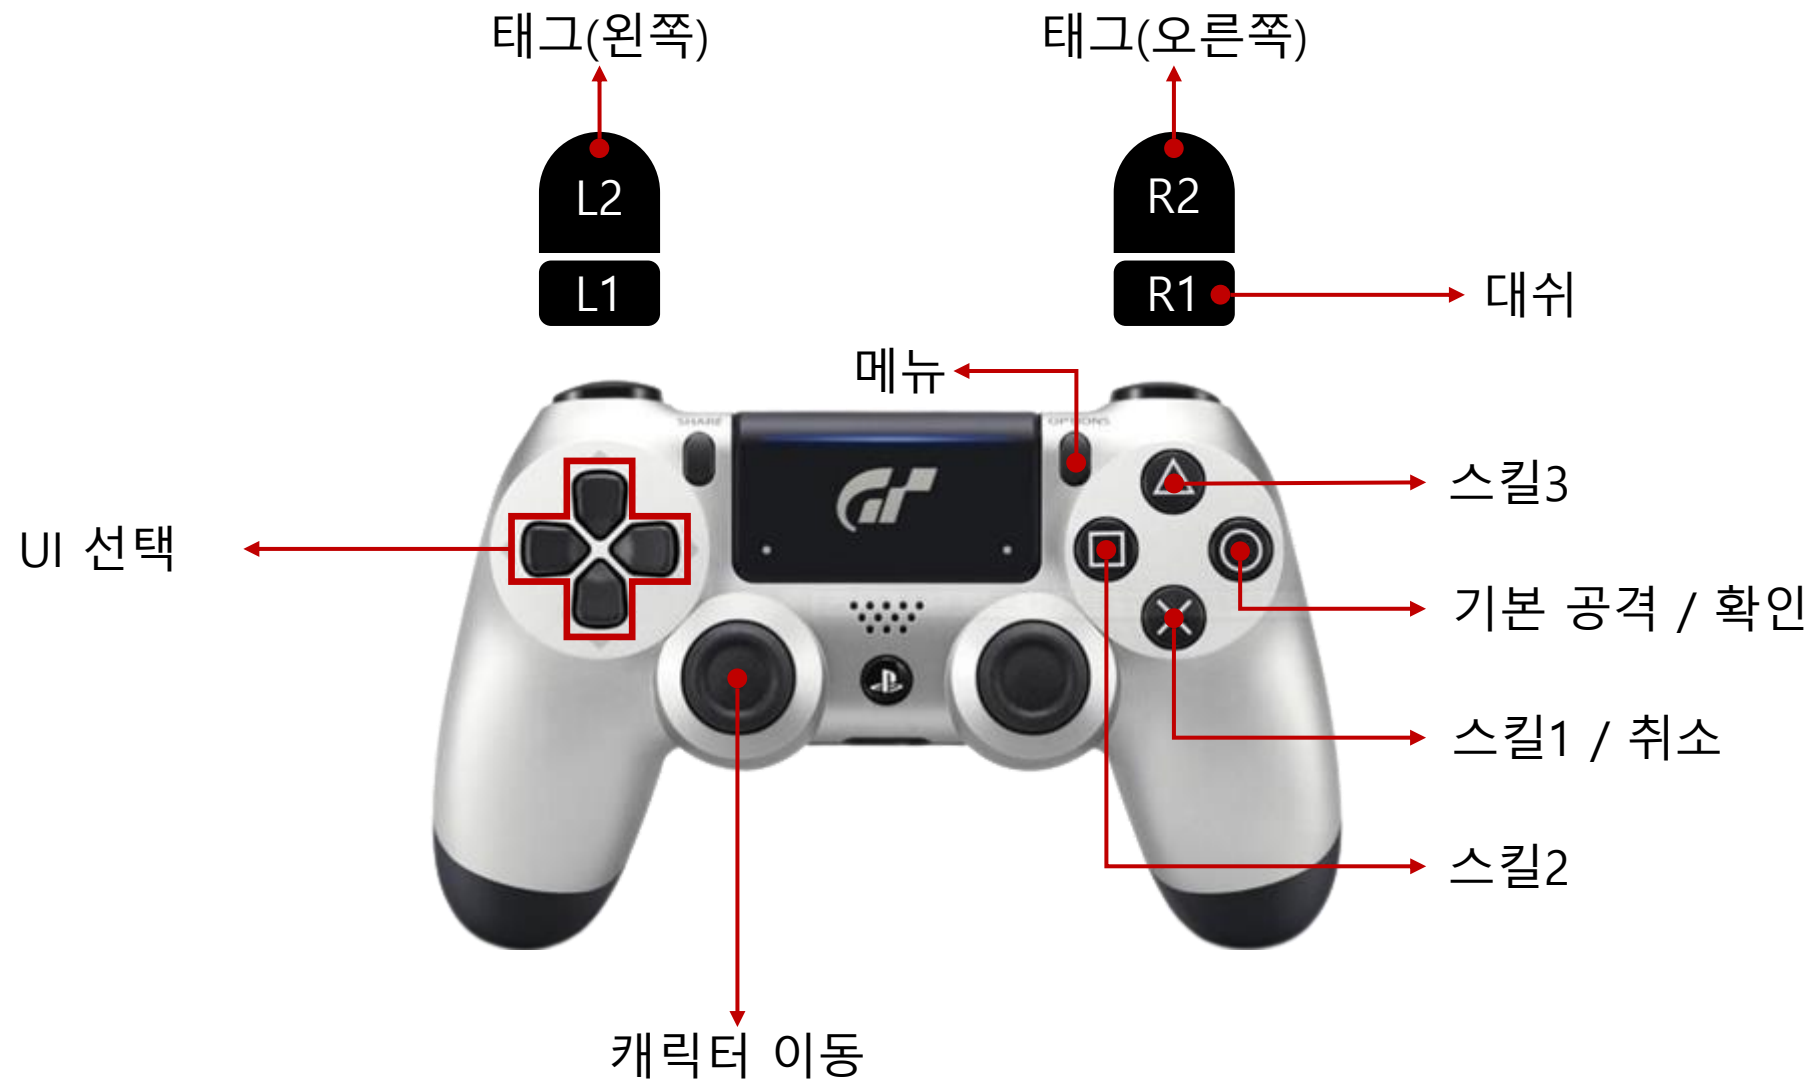 태그(왼쪽)
태그(오른쪽)
L2
R2
L1
R1
대쉬
메뉴
SHARE
OPTIONS
스킬3
UI 선택
기본 공격 / 확인
스킬1 / 취소
스킬2
캐릭터 이동